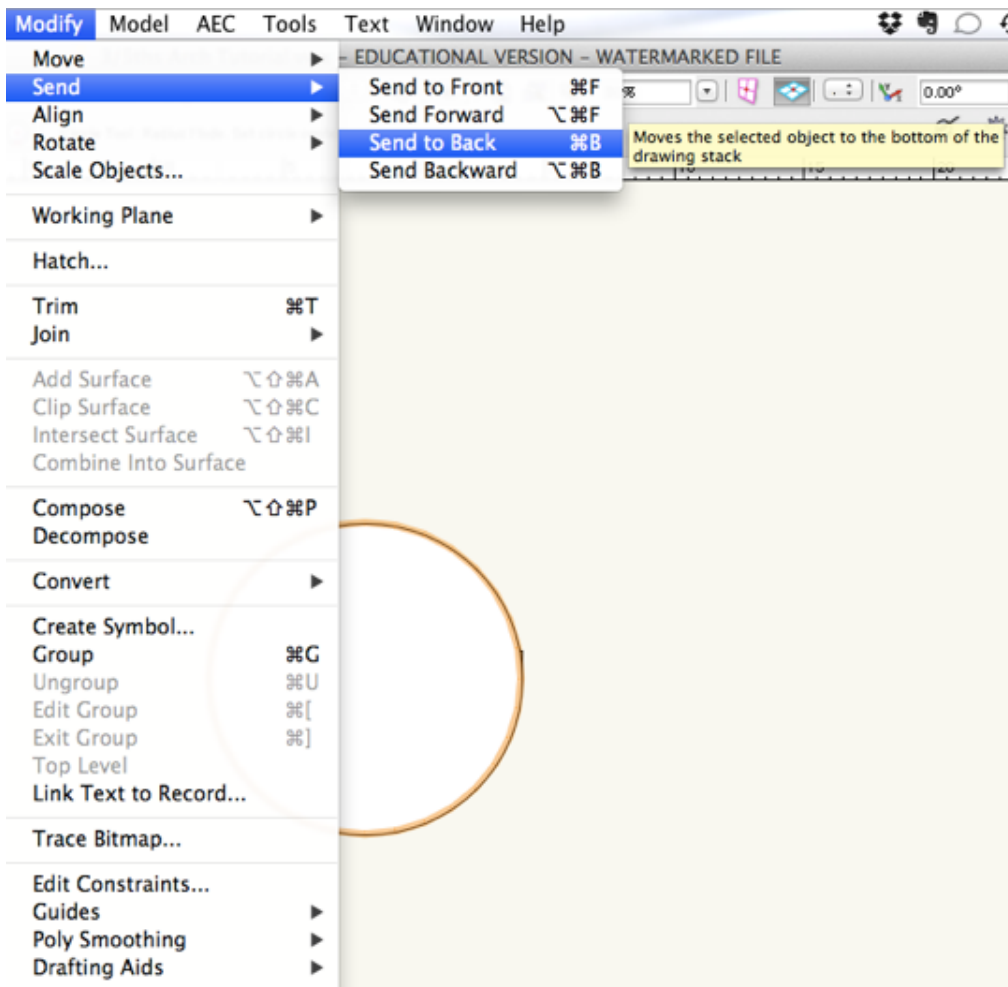 Modify Model AEC Tools Text Window Help
– EDUCATIONAL VERSION – WATERMARKED FILE
Move ▶
Send ▶
Align ▶
Rotate ▶
Scale Objects...
Working Plane ▶
Hatch...
Trim ⌘T
Join ▶
Add Surface ⌥⇧⌘A
Clip Surface ⌥⇧⌘C
Intersect Surface ⌥⇧⌘I
Combine Into Surface
Compose ⌥⇧⌘P
Decompose
Convert ▶
Create Symbol...
Group ⌘G
Ungroup ⌘U
Edit Group ⌘[
Exit Group ⌘]
Top Level
Link Text to Record...
Trace Bitmap...
Edit Constraints...
Guides ▶
Poly Smoothing ▶
Drafting Aids ▶
Send to Front ⌘F
Send Forward ⌥⌘F
Send to Back ⌘B
Send Backward ⌥⌘B
% 0.00°
Moves the selected object to the bottom of the
drawing stack